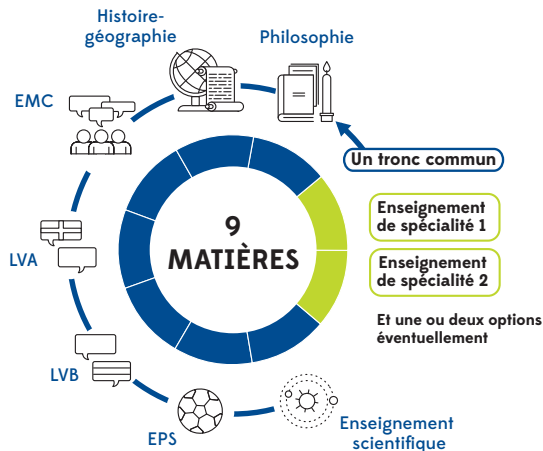 Histoire-
géographie
Philosophie
EMC
Un tronc commun
9
MATIÈRES
Enseignement
de spécialité 1
Enseignement
de spécialité 2
Et une ou deux options
éventuellement
LVA
LVB
EPS
Enseignement
scientifique